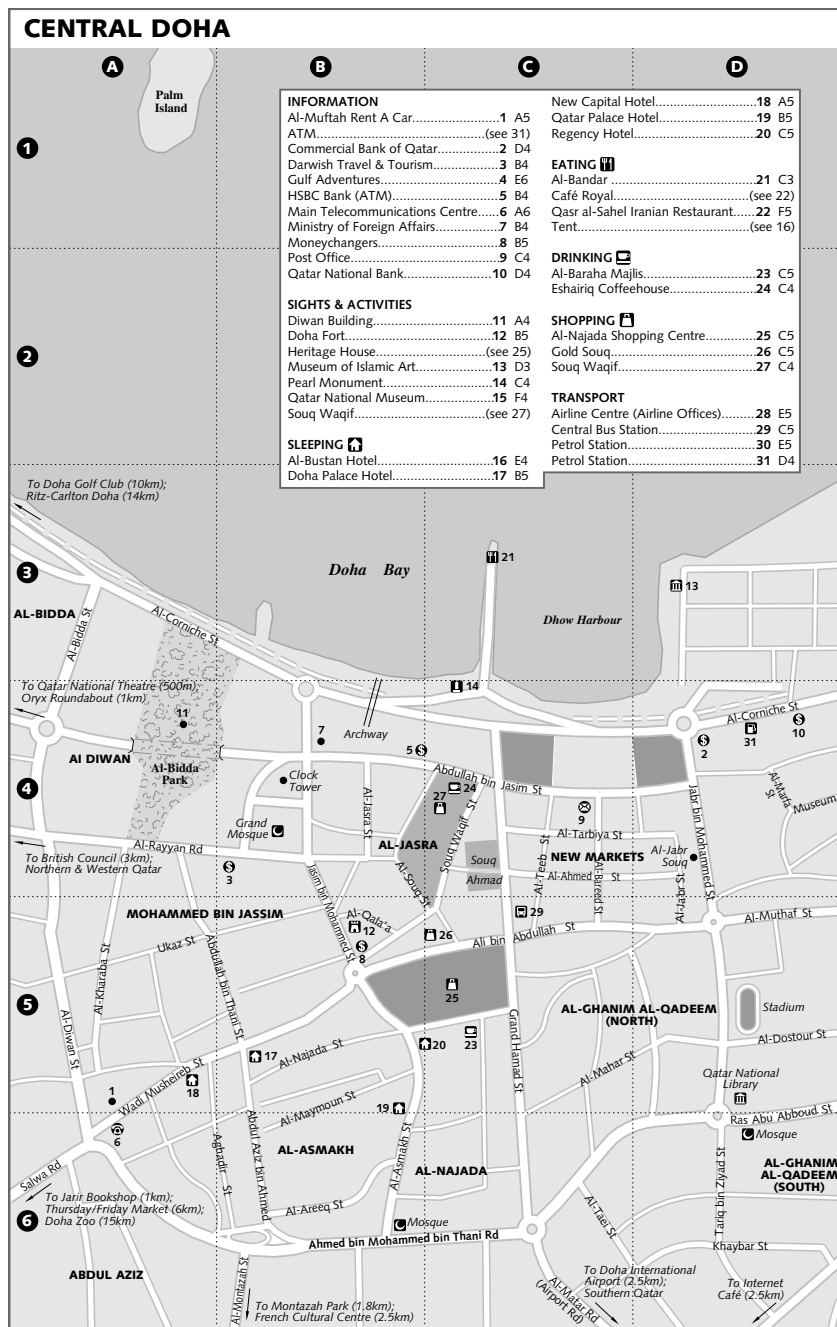 CENTRAL DOHA
A
B
C
D
Palm
Island
1
INFORMATION
Al-Muftah Rent A Car...................1 A5
ATM...................(see 31)
Commercial Bank of Qatar...................2 D4
Darwish Travel & Tourism...................3 B4
Gulf Adventures...................4 E6
HSBC Bank (ATM)...................5 B4
Main Telecommunications Centre...6 A6
Ministry of Foreign Affairs...................7 B4
Moneychangers...................8 B5
Post Office...................9 C4
Qatar National Bank...................10 D4
SIGHTS & ACTIVITIES
Diwan Building...................11 A4
Doha Fort...................12 B5
Heritage House...................(see 25)
Museum of Islamic Art...................13 D3
Pearl Monument...................14 C4
Qatar National Museum...................15 F4
Souq Waqif...................(see 27)
SLEEPING
Al-Bustan Hotel...................16 E4
Doha Palace Hotel...................17 B5
New Capital Hotel...................18 A5
Qatar Palace Hotel...................19 B5
Regency Hotel...................20 C5
EATING
Al-Bandar...................21 C3
Café Royal...................(see 22)
Qasr al-Sahel Iranian Restaurant.....22 F5
Tent...................(see 16)
DRINKING
Al-Baraha Majlis...................23 C5
Eshairiq Coffeehouse...................24 C4
SHOPPING
Al-Najada Shopping Centre...................25 C5
Gold Souq...................26 C5
Souq Waqif...................27 C4
TRANSPORT
Airline Centre (Airline Offices)...................28 E5
Central Bus Station...................29 C5
Petrol Station...................30 E5
Petrol Station...................31 D4
2
To Doha Golf Club (10km);
Ritz-Carlton Doha (14km)
3
Doha Bay
21
Dhow Harbour
13
AL-BIDDA
Al-Bidda St
Al-Corniche St
To Qatar National Theatre (500m);
Oryx Roundabout (1km)
11
7
Archway
14
5
Al-Corniche St
2
31
10
Al DIWAN
Al-Bidda
Park
4
Clock
Tower
Grand
Mosque
Al-Jasra St
27
24
Abdullah bin Jasim St
9
Al-Tarbiya St
Jabr bin Mohammed St
Al-Marfa
St
Museum
Al-Rayyan Rd
To British Council (3km);
Northern & Western Qatar
3
AL-JASRA
Souq Waqif St
Al-Souq St
Souq
Ahmad
Al-Teeb St
NEW MARKETS
Al-Ahmed St
Al-Bareed St
Al-Jabr
Souq
Al-Jabr St
MOHAMMED BIN JASSIM
Jasim bin Mohammed St
Al-Qala'a
12
8
26
29
Ali bin Abdullah St
Al-Muthaf St
Ukaz St
Al-Kharaba St
Abdullah bin Thani St
5
Al-Diwan St
25
AL-GHANIM AL-QADEEM
(NORTH)
Stadium
Al-Dostour St
Al-Najada St
17
20
23
Grand Hamad St
Al-Mahar St
Qatar National
Library
1
Wadi Musheireb St
18
Al-Maymoun St
19
Ras Abu Abboud St
Mosque
6
Salwa Rd
Aghadir St
Abdul Aziz bin Ahmed
AL-ASMAKH
Al-Asmakh St
AL-NAJADA
AL-GHANIM
AL-QADEEM
(SOUTH)
Tariq bin Ziyad St
To Jarir Bookshop (1km);
Thursday/Friday Market (6km);
Doha Zoo (15km)
6
Al-Areeq St
Mosque
Ahmed bin Mohammed bin Thani Rd
Al-Taei St
Khaybar St
ABDUL AZIZ
Al-Montazah St
To Montazah Park (1.8km);
French Cultural Centre (2.5km)
Al-Matar Rd
(Airport Rd)
To Doha International
Airport (2.5km);
Southern Qatar
To Internet
Café (2.5km)